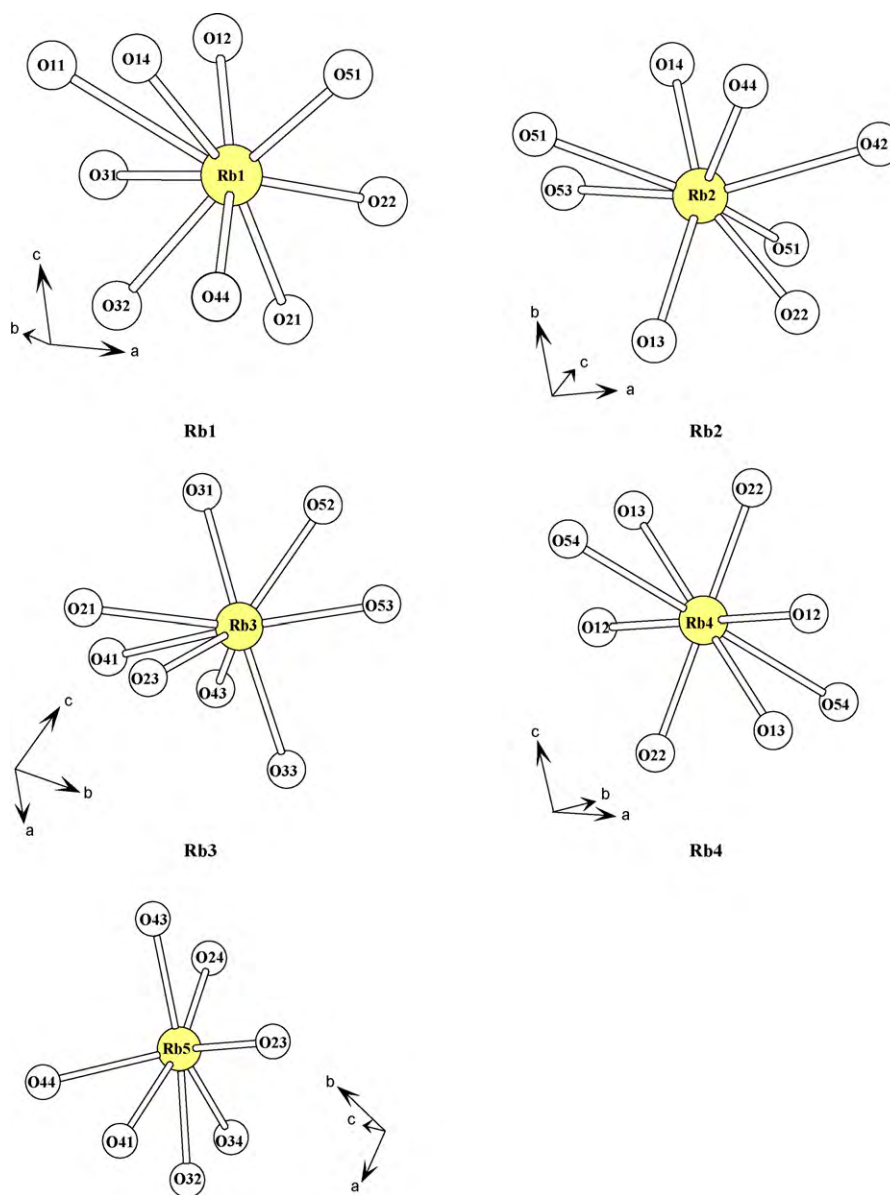 O12
O11 O14 O51
O31 Rb1
O22
O32 O44 O21
c
b
a
Rb1
O14 O44
O51 O42
O53 Rb2
O51
O22
O13
b
c
a
Rb2
O31 O52
O21 O53
Rb3
O41
O23 O43
O33
c
b
a
Rb3
O22
O13
O54
O12 Rb4 O12
O54
O13
O22
c
b
a
Rb4
O43
O24
Rb5 O23
O44
O41 O34
O32
b
c
a